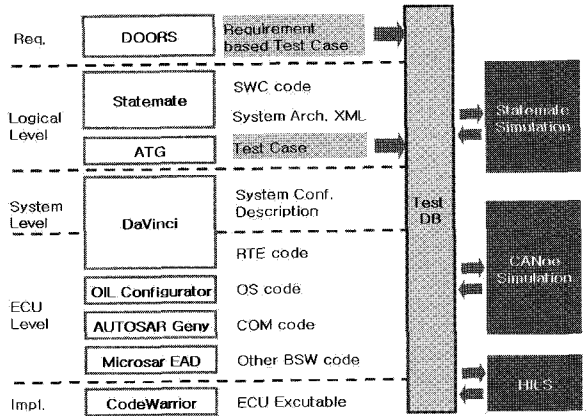 Req.
DOORS
Requirement
based Test Case
Logical
Level
Statemate
SWC code
System Arch. XML
ATG
Test Case
Statemate
Simulation
System
Level
DaVinci
System Conf.
Description
Test
DB
RTE code
CANoe
Simulation
ECU
Level
OIL Configurator
OS code
AUTOSAR Geny
COM code
Microsar EAD
Other BSW code
HILS
Impl.
CodeWarrior
ECU Excutable